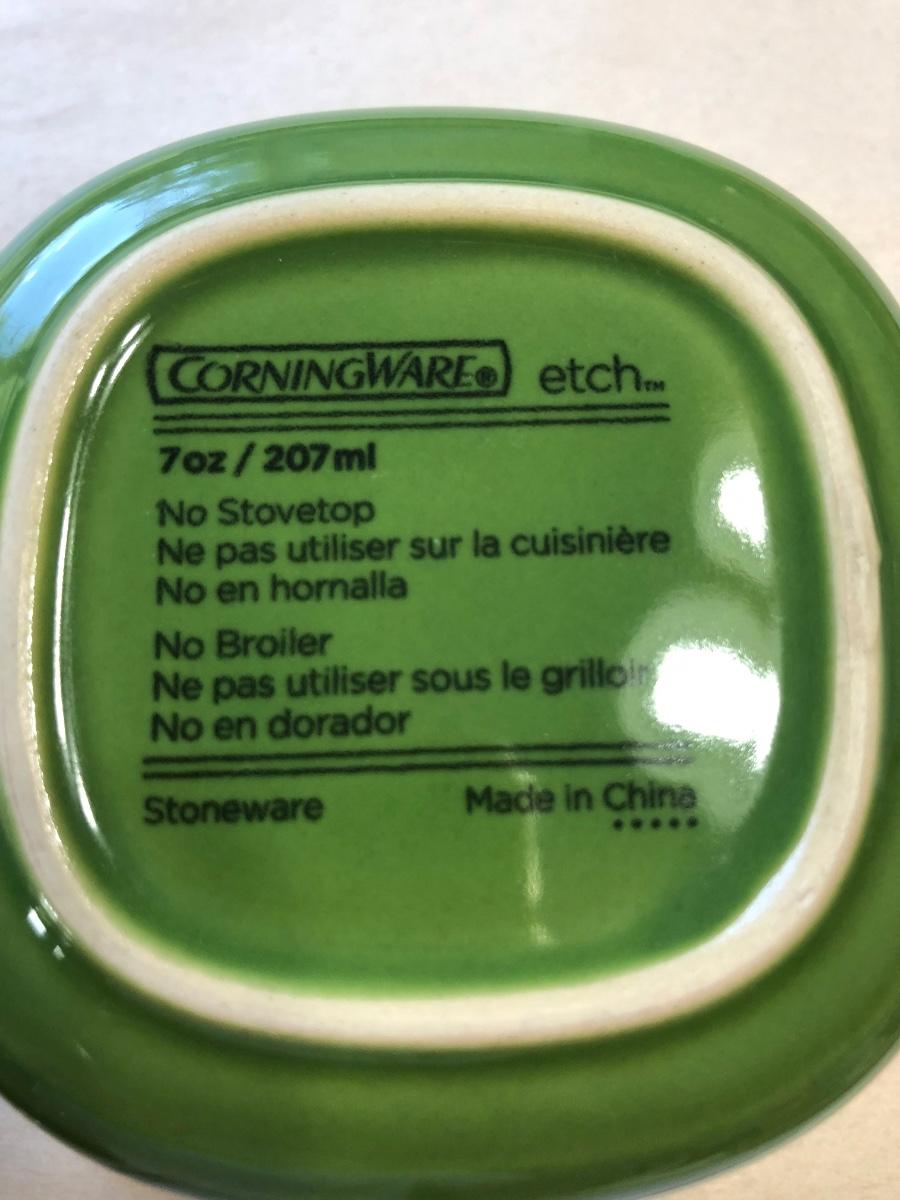 CORNINGWARE® etch™
7oz / 207ml
No Stovetop
Ne pas utiliser sur la cuisinière
No en hornalla
No Broiler
Ne pas utiliser sous le grilloir
No en dorador
Stoneware Made in China